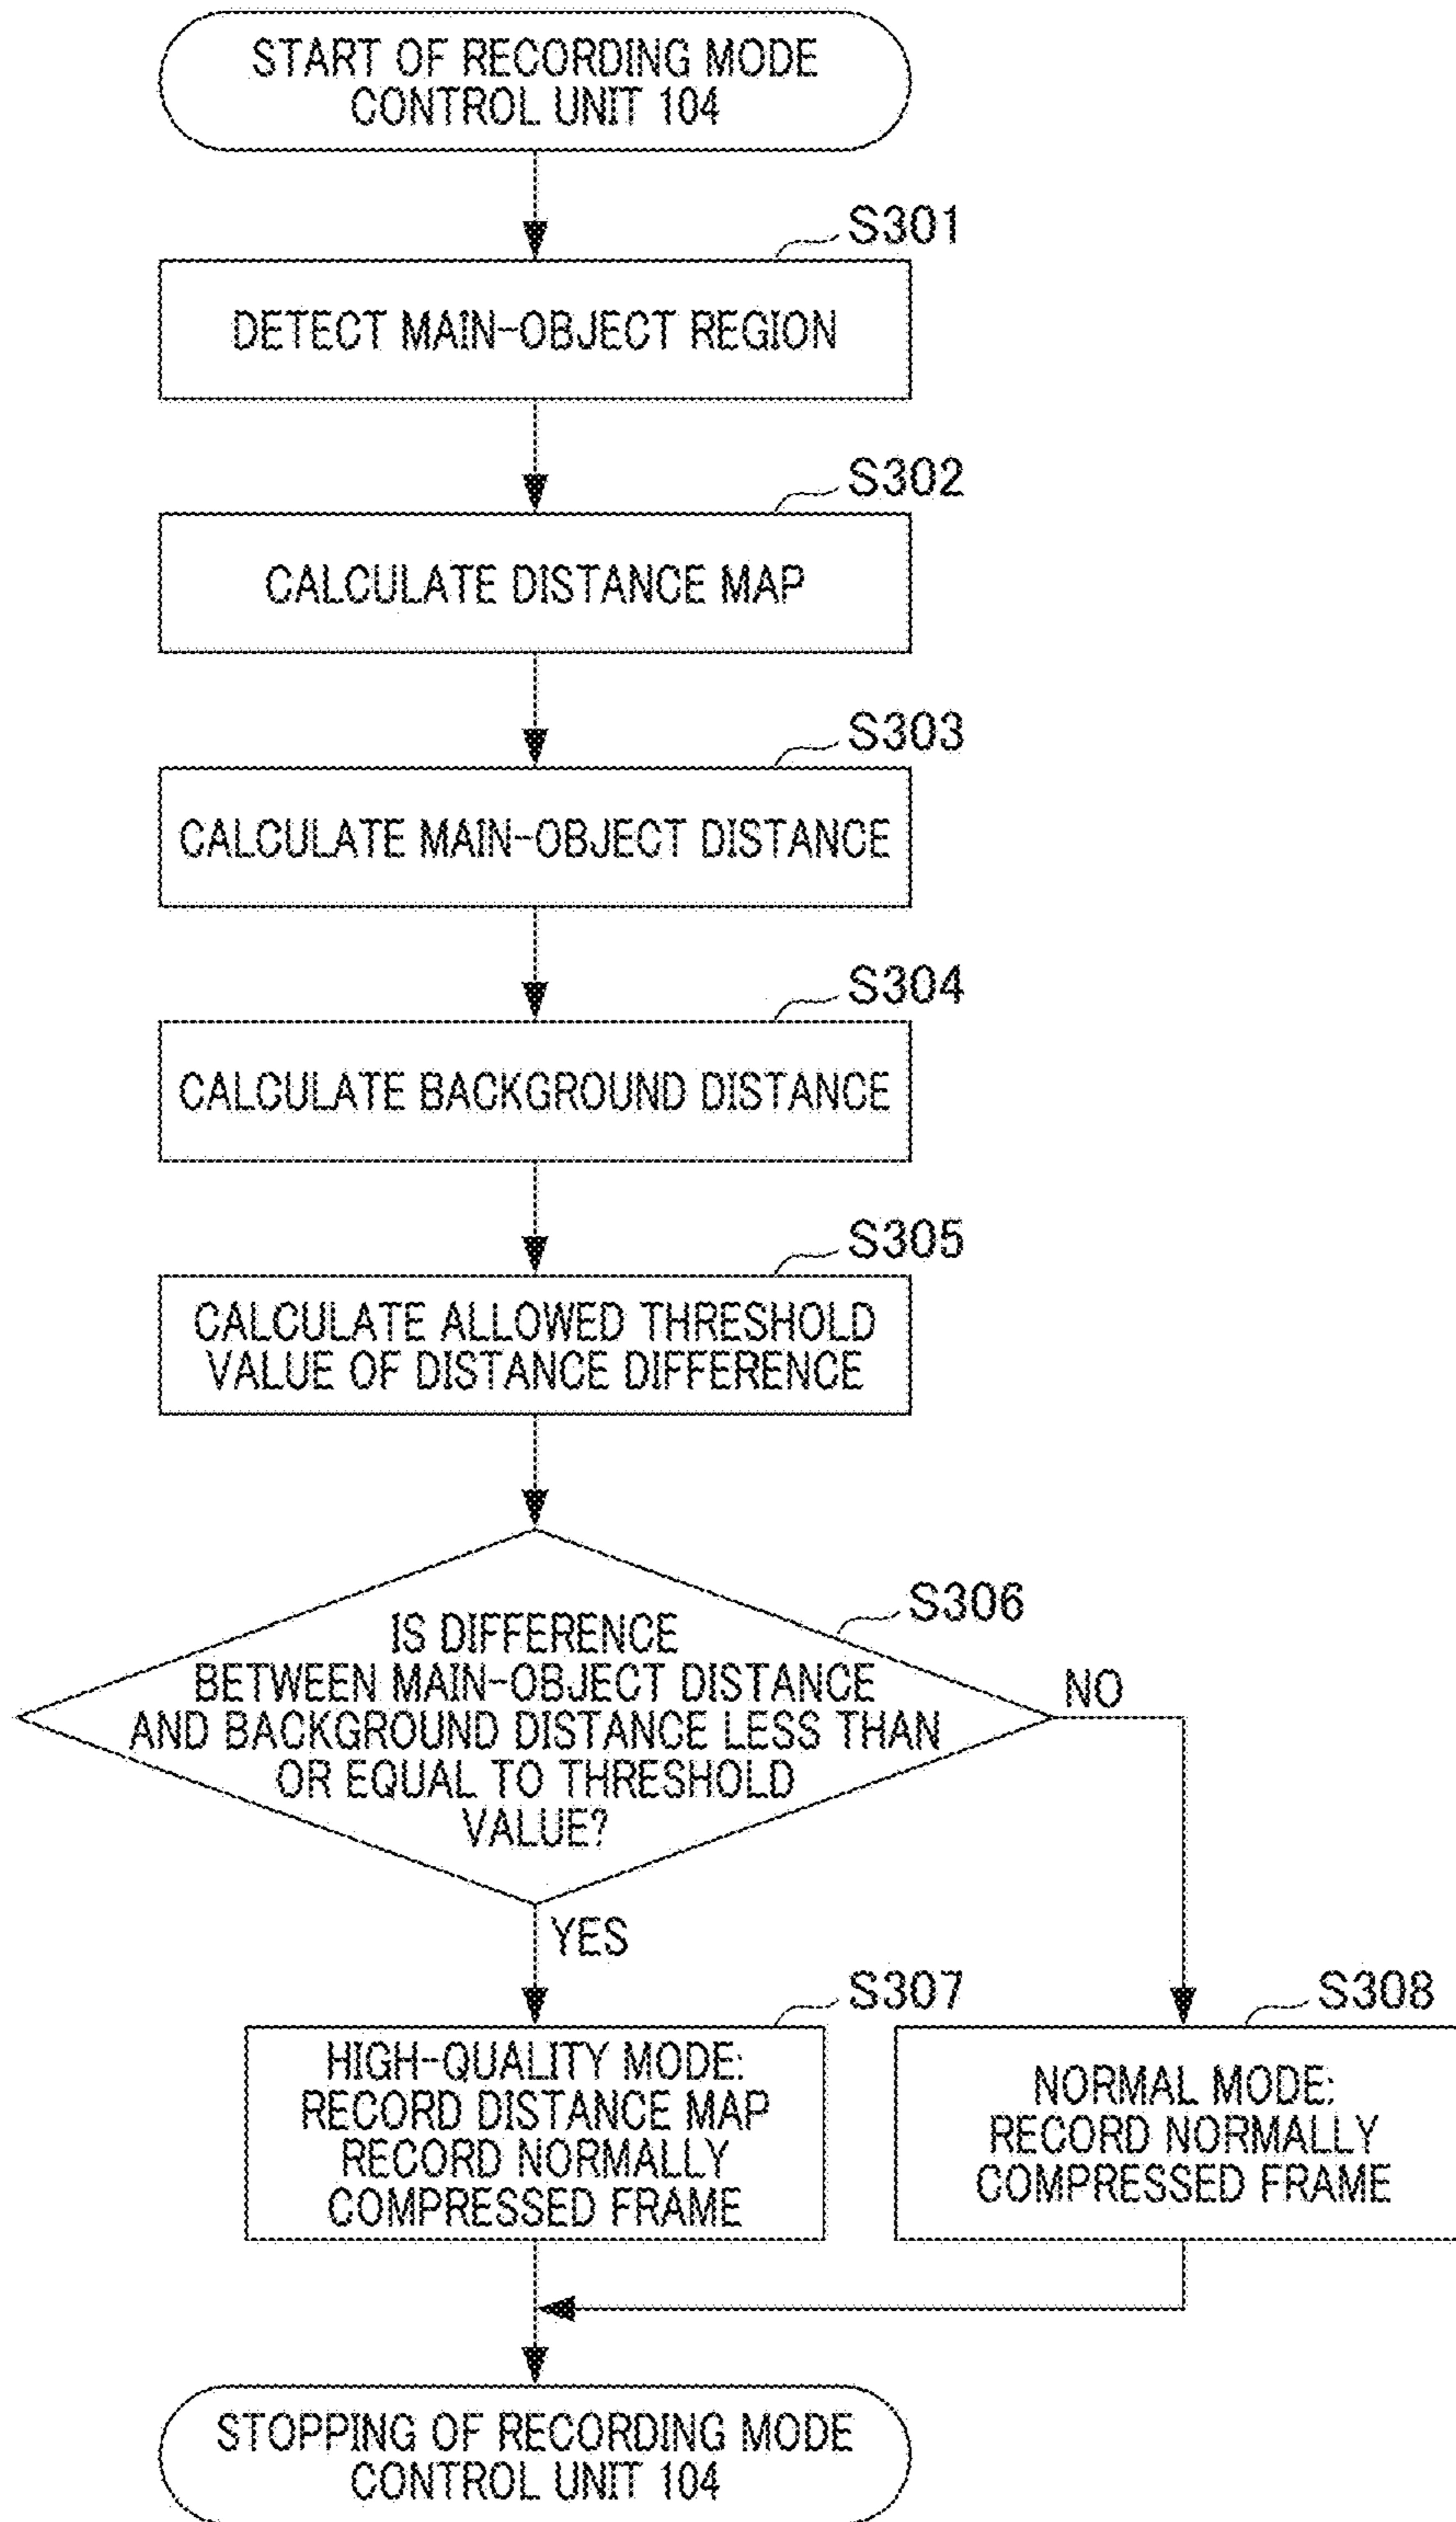 START OF RECORDING MODE
CONTROL UNIT 104
S301
DETECT MAIN-OBJECT REGION
S302
CALCULATE DISTANCE MAP
S303
CALCULATE MAIN-OBJECT DISTANCE
S304
CALCULATE BACKGROUND DISTANCE
S305
CALCULATE ALLOWED THRESHOLD
VALUE OF DISTANCE DIFFERENCE
S306
IS DIFFERENCE
BETWEEN MAIN-OBJECT DISTANCE
AND BACKGROUND DISTANCE LESS THAN
OR EQUAL TO THRESHOLD
VALUE?
NO
YES
S307
HIGH-QUALITY MODE:
RECORD DISTANCE MAP
RECORD NORMALLY
COMPRESSED FRAME
S308
NORMAL MODE:
RECORD NORMALLY
COMPRESSED FRAME
STOPPING OF RECORDING MODE
CONTROL UNIT 104